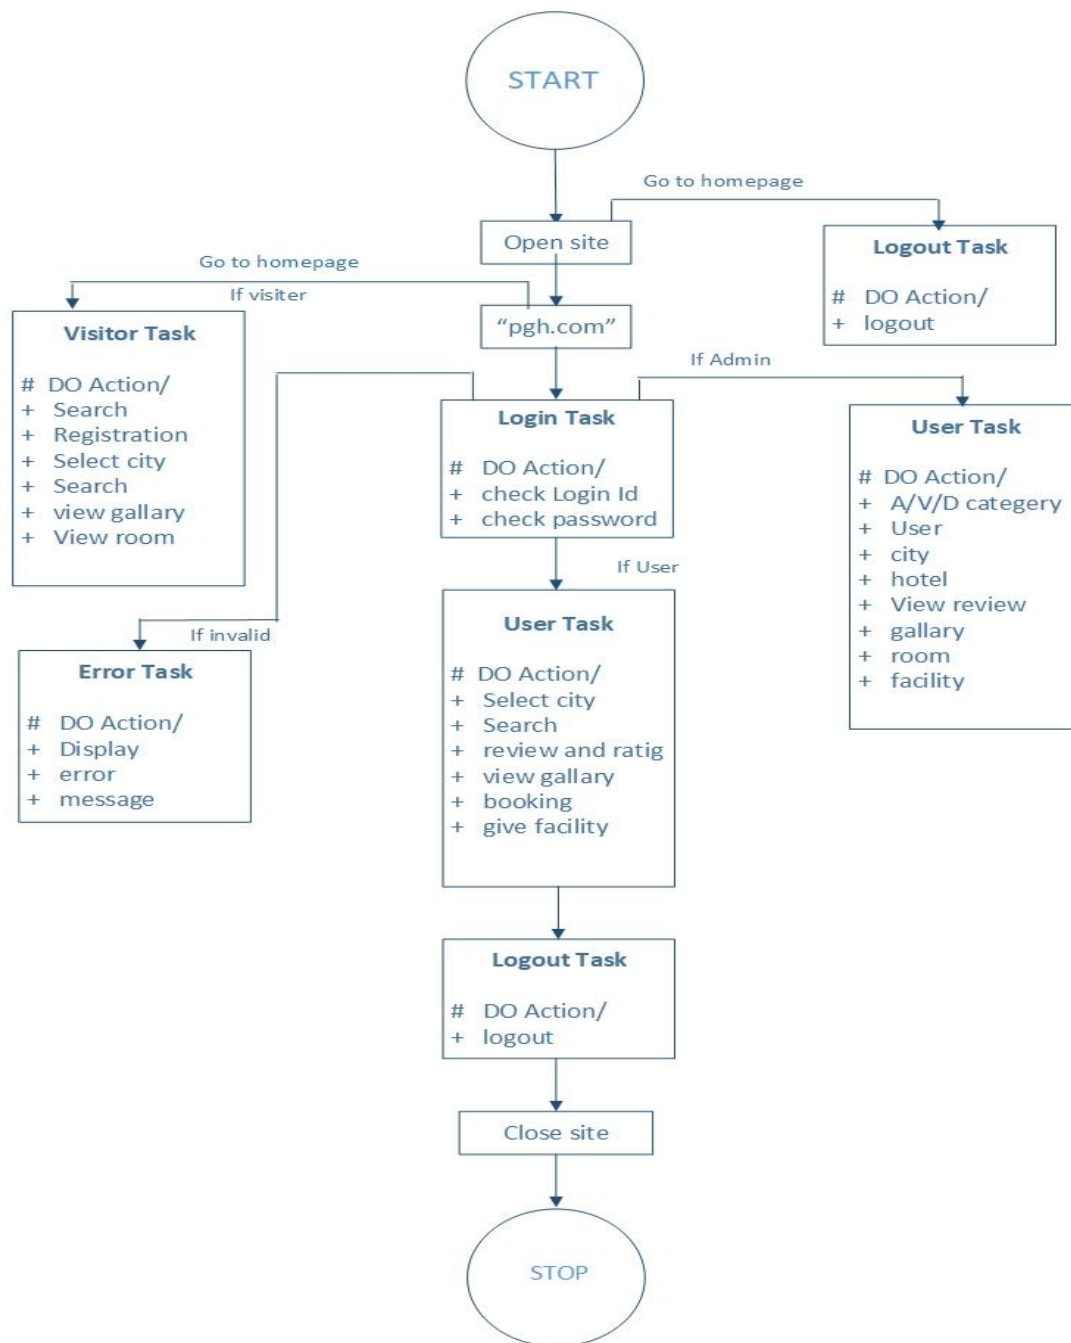 START
Go to homepage
Open site
Logout Task
# DO Action/
+ logout
Go to homepage
If visiter
"pgh.com"
Visitor Task
# DO Action/
+ Search
+ Registration
+ Select city
+ Search
+ view gallary
+ View room
If Admin
Login Task
# DO Action/
+ check Login Id
+ check password
User Task
# DO Action/
+ A/V/D categery
+ User
+ city
+ hotel
+ View review
+ gallary
+ room
+ facility
If User
If invalid
Error Task
# DO Action/
+ Display
+ error
+ message
User Task
# DO Action/
+ Select city
+ Search
+ review and ratig
+ view gallary
+ booking
+ give facility
Logout Task
# DO Action/
+ logout
Close site
STOP